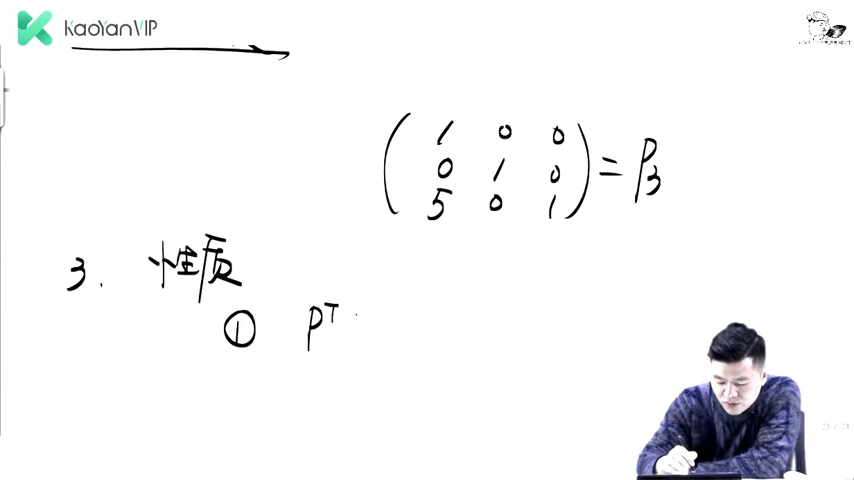 KaoYanVIP
1 0 0
0 1 0 = P3
5 0 1
3. 性质
① P^T